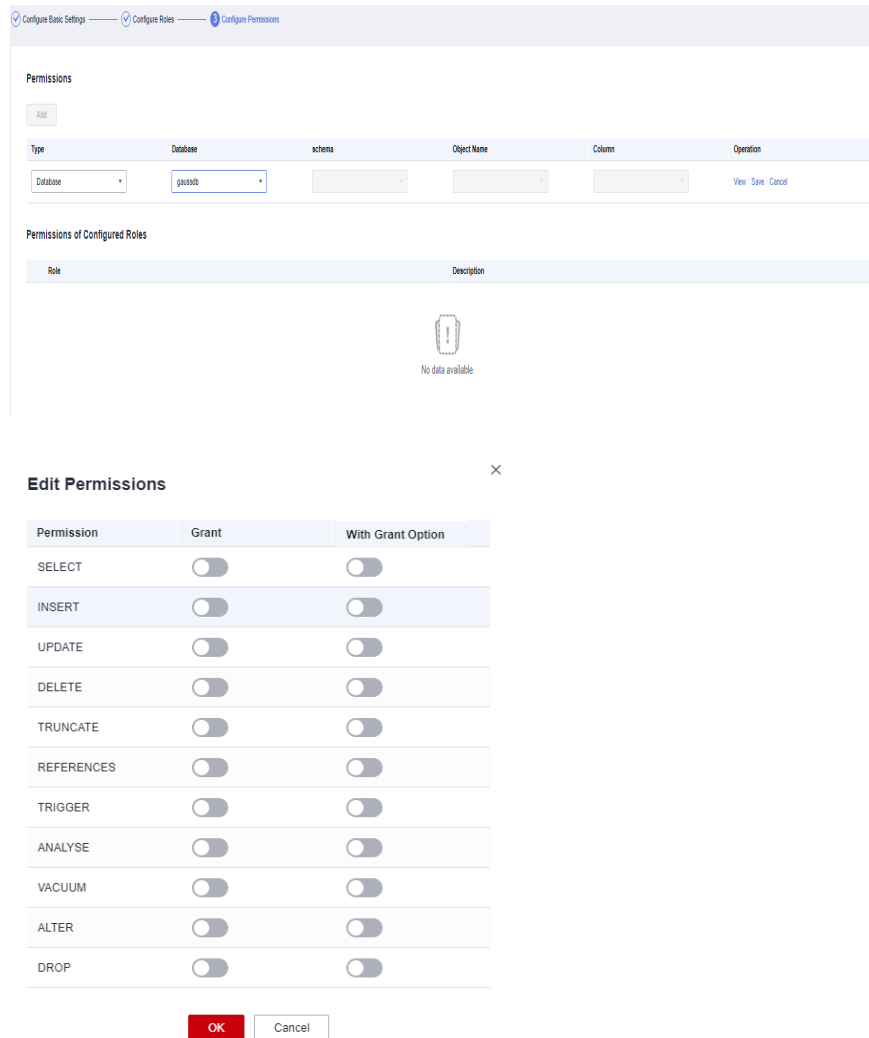 Configure Basic Settings Configure Roles 3 Configure Permissions
Permissions
Add
Type Database schema Object Name Column Operation
Database gaussdb View Save Cancel
Permissions of Configured Roles
Role Description
No data available.
Edit Permissions
Permission Grant With Grant Option
SELECT
INSERT
UPDATE
DELETE
TRUNCATE
REFERENCES
TRIGGER
ANALYSE
VACUUM
ALTER
DROP
OK Cancel